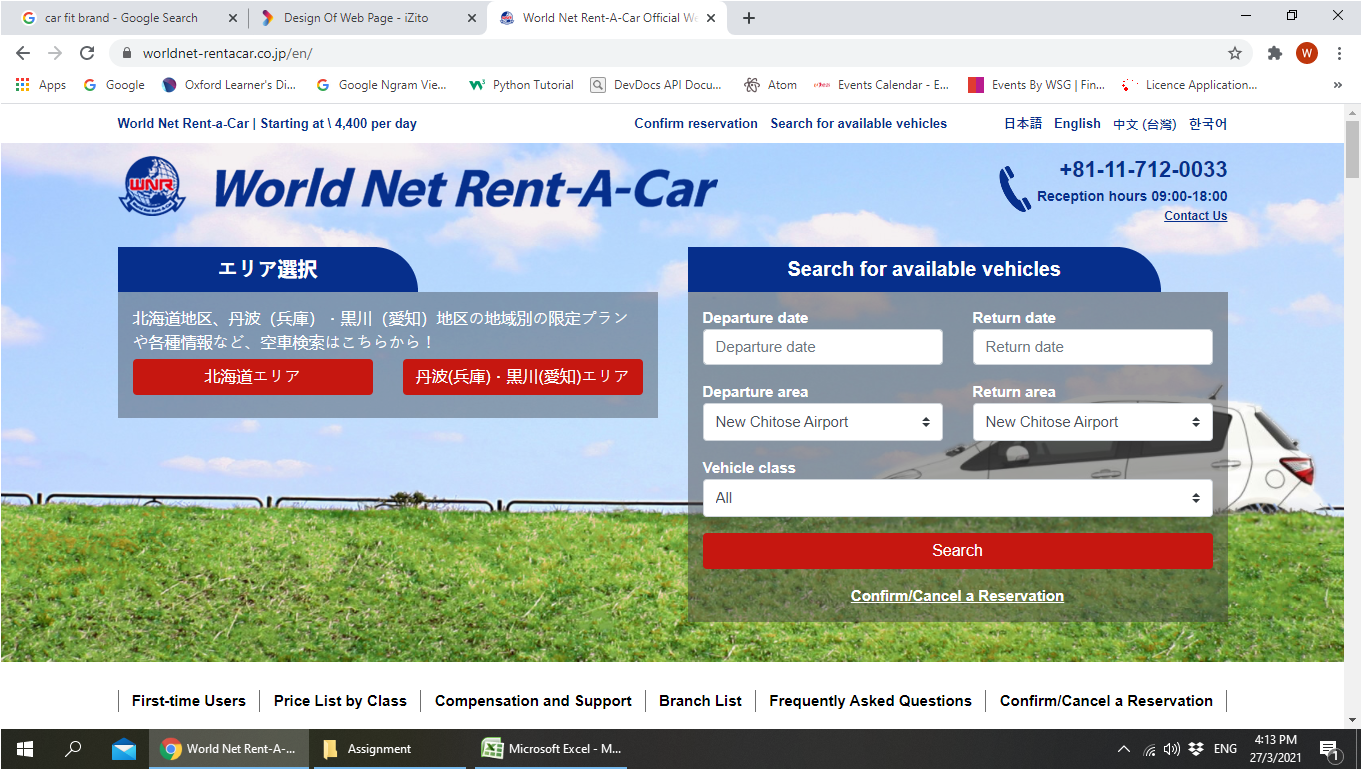 car fit brand - Google Search
Design Of Web Page - iZito
World Net Rent-A-Car Official We
worldnet-rentacar.co.jp/en/
W
Apps
Google
Oxford Learner's Di...
Google Ngram Vie...
Python Tutorial
DevDocs API Docu...
Atom
Events Calendar - E...
Events By WSG | Fin...
Licence Application...
World Net Rent-a-Car | Starting at \ 4,400 per day
Confirm reservation
Search for available vehicles
日本語
English
中文 (台灣)
한국어
WNR
World Net Rent-A-Car
+81-11-712-0033
Reception hours 09:00-18:00
Contact Us
エリア選択
北海道地区、丹波（兵庫）・黒川（愛知）地区の地域別の限定プラン
や各種情報など、空車検索はこちらから！
北海道エリア
丹波(兵庫)・黒川(愛知)エリア
Search for available vehicles
Departure date
Return date
Departure date
Return date
Departure area
Return area
New Chitose Airport
New Chitose Airport
Vehicle class
All
Search
Confirm/Cancel a Reservation
First-time Users
Price List by Class
Compensation and Support
Branch List
Frequently Asked Questions
Confirm/Cancel a Reservation
World Net Rent-A-...
Assignment
Microsoft Excel - M...
ENG
4:13 PM
27/3/2021
1